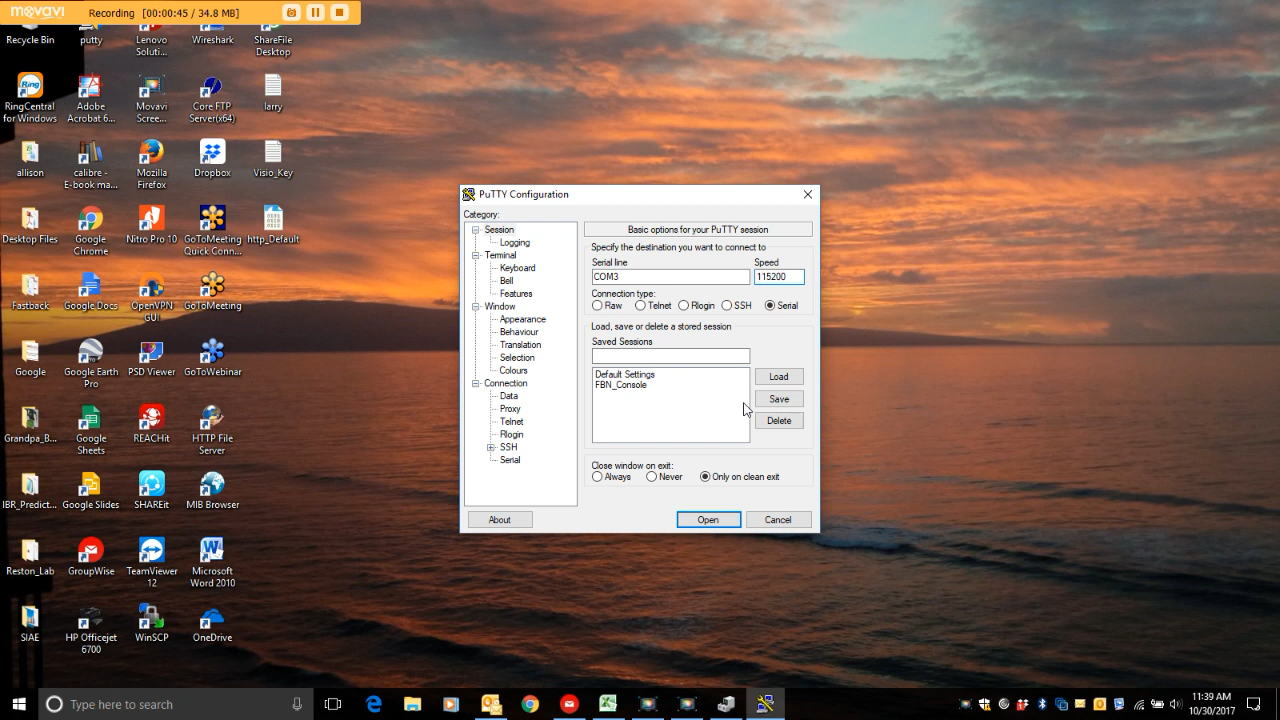 movavi
Recording [00:00:45 / 34.8 MB]
Recycle Bin
putty
Lenovo
Soluti...
Wireshark
ShareFile
Desktop
Ring
RingCentral
for Windows
Adobe
Acrobat 6...
Movavi
Scree...
Core FTP
Server(x64)
larry
allison
calibre -
E-book ma...
Mozilla
Firefox
Dropbox
Visio_Key
Desktop Files
Google
Chrome
Nitro Pro 10
GoToMeeting
Quick Conn...
http_Default
Fastback
Google Docs
OpenVPN
GUI
GoToMeeting
Google
Google Earth
Pro
PSD Viewer
GoToWebinar
Grandpa_B...
Google
Sheets
REACHit
HTTP File
Server
IBR_Predict...
Google Slides
SHAREit
MIB Browser
Reston_Lab
GroupWise
TeamViewer
12
Microsoft
Word 2010
SIAE
HP Officejet
6700
WinSCP
OneDrive
PuTTY Configuration
Category:
Session
Logging
Terminal
Keyboard
Bell
Features
Window
Appearance
Behaviour
Translation
Selection
Colours
Connection
Data
Proxy
Telnet
Rlogin
SSH
Serial
Basic options for your PuTTY session
Specify the destination you want to connect to
Serial line
Speed
COM3
115200
Connection type:
Raw
Telnet
Rlogin
SSH
Serial
Load, save or delete a stored session
Saved Sessions
Default Settings
FBN_Console
Load
Save
Delete
Close window on exit:
Always
Never
Only on clean exit
About
Open
Cancel
Type here to search
11:39 AM
10/30/2017